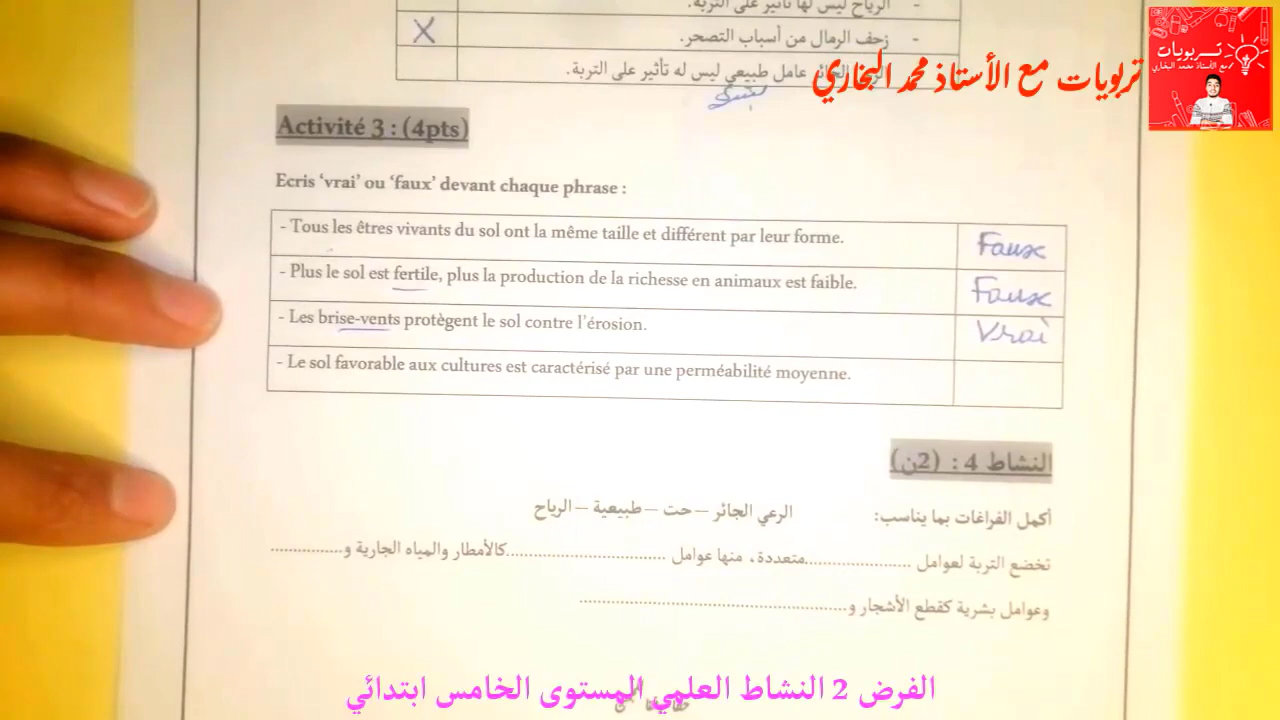 - الرياح ليس لها تأثير على التربة.
- زحف الرمال من أسباب التصحر. X
عامل طبيعي ليس له تأثير على التربة.
تربويات مع الأستاذ محمد البخاري
تربويات
مع الأستاذ محمد البخاري
Activité 3 : (4pts)
Ecris ‘vrai’ ou ‘faux’ devant chaque phrase :
- Tous les êtres vivants du sol ont la même taille et différent par leur forme. Faux
- Plus le sol est fertile, plus la production de la richesse en animaux est faible. Faux
- Les brise-vents protègent le sol contre l’érosion. Vrai
- Le sol favorable aux cultures est caractérisé par une perméabilité moyenne.
النشاط 4 : (2ن)
أكمل الفراغات بما يناسب: الرعي الجائر – حت – طبيعية – الرياح
تخضع التربة لعوامل ......................متعددة، منها عوامل ................................كالأمطار والمياه الجارية و...............
وعوامل بشرية كقطع الأشجار و.......................................................
الفرض 2 النشاط العلمي المستوى الخامس ابتدائي